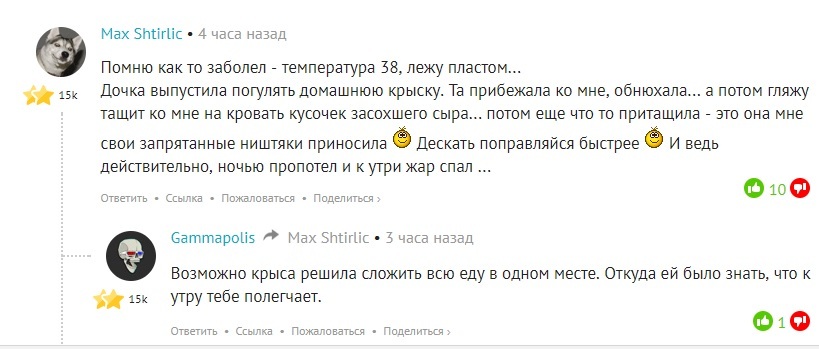 Max Shtirlic • 4 часа назад
15k
Помню как то заболел - температура 38, лежу пластом...
Дочка выпустила погулять домашнюю крыску. Та прибежала ко мне, обнюхала... а потом гляжу
тащит ко мне на кровать кусочек засохшего сыра... потом еще что то притащила - это она мне
свои запрятанные ништяки приносила Дескать поправляйся быстрее И ведь
действительно, ночью пропотел и к утри жар спал ...
Ответить • Ссылка • Пожаловаться • Поделиться ›
10
Gammapolis Max Shtirlic • 3 часа назад
15k
Возможно крыса решила сложить всю еду в одном месте. Откуда ей было знать, что к
утру тебе полегчает.
Ответить • Ссылка • Пожаловаться • Поделиться ›
1